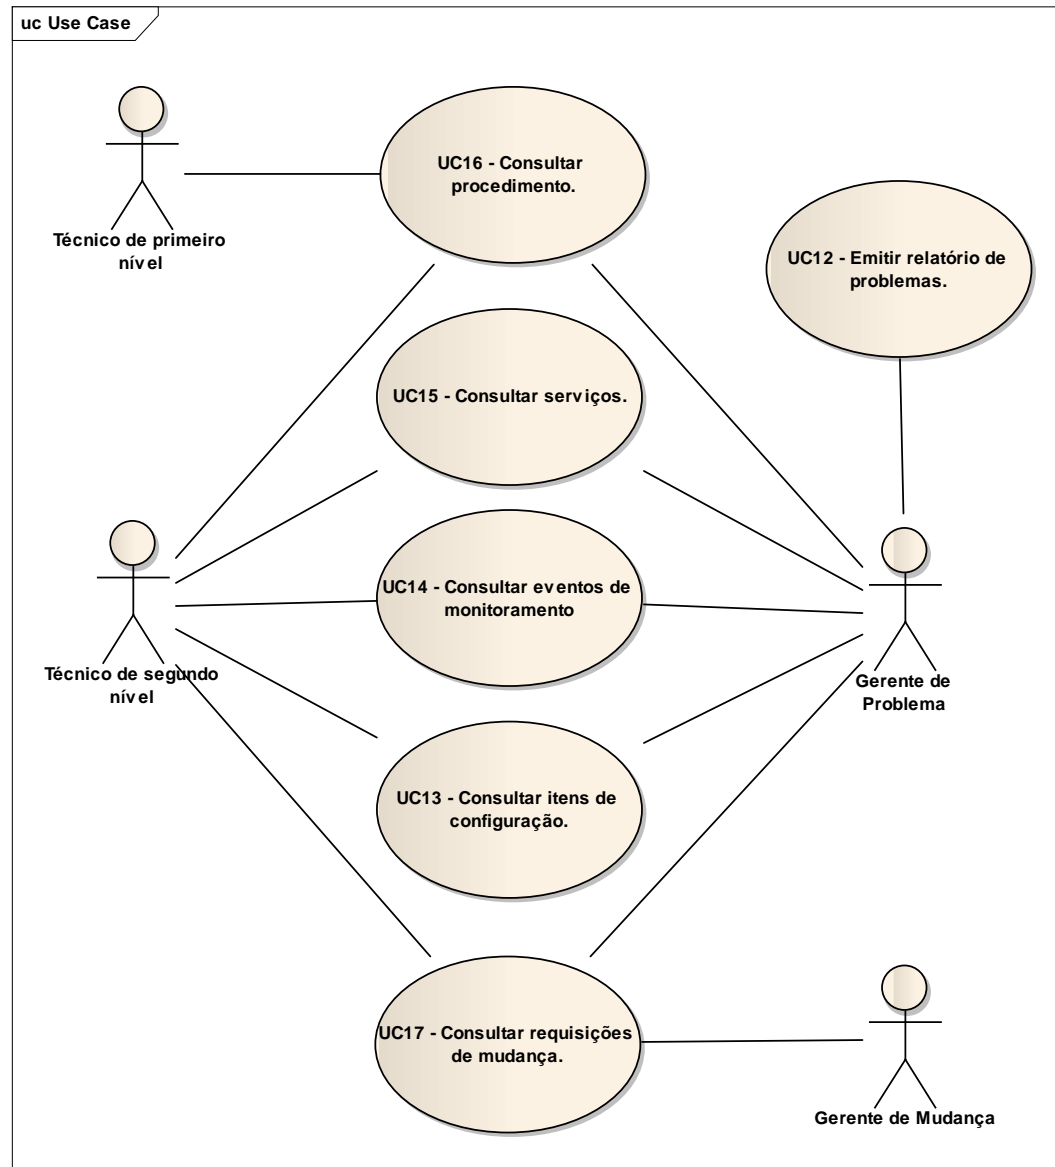 uc Use Case
UC16 - Consultar
procedimento.
Técnico de primeiro
nível
UC12 - Emitir relatório de
problemas.
UC15 - Consultar serviços.
UC14 - Consultar eventos de
monitoramento
Técnico de segundo
nível
Gerente de
Problema
UC13 - Consultar itens de
configuração.
UC17 - Consultar requisições
de mudança.
Gerente de Mudança